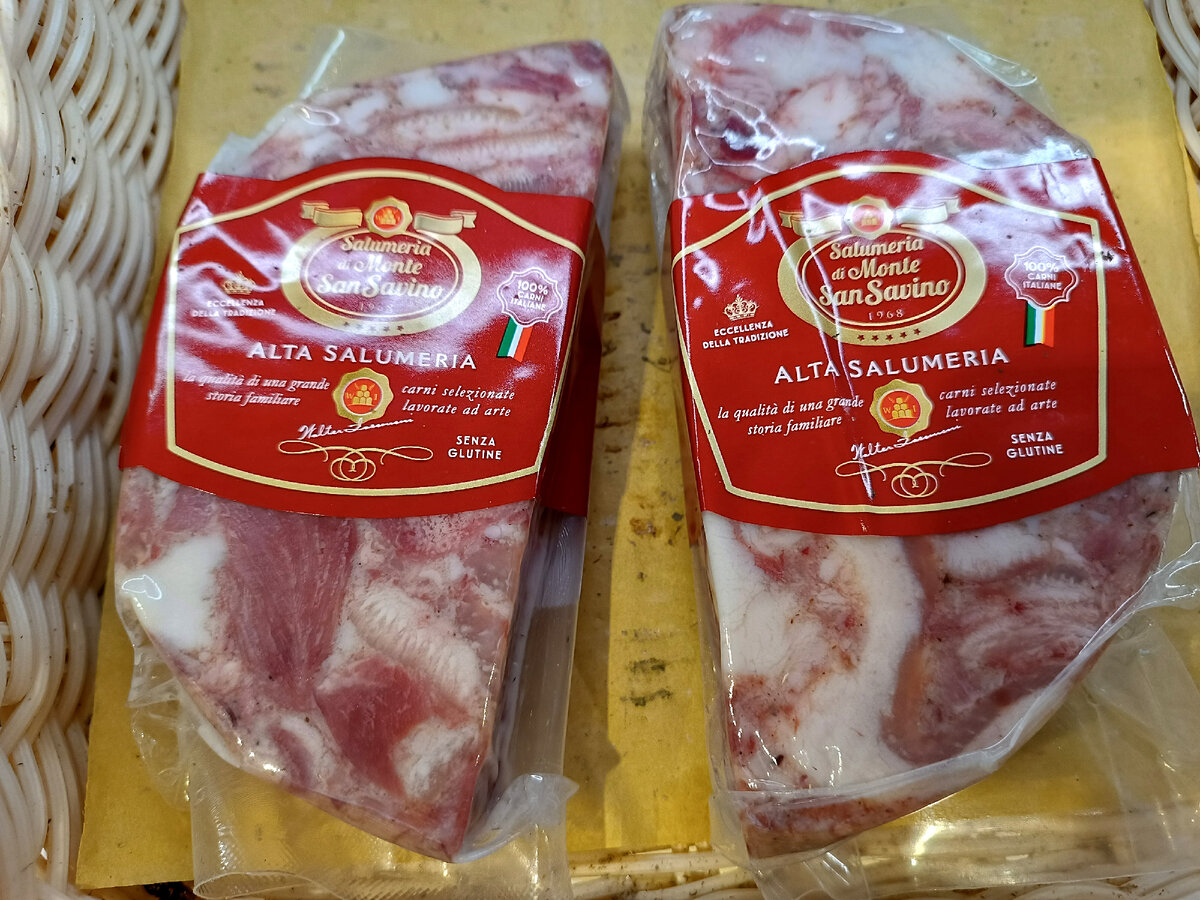 Salumeria
di Monte
San Savino
ECCELLENZA
DELLA TRADIZIONE
100%
CARNI
ITALIANE
ALTA SALUMERIA
la qualità di una grande
storia familiare
W I
carni selezionate
lavorate ad arte
SENZA
GLUTINE
Salumeria
di Monte
San Savino
1968
ECCELLENZA
DELLA TRADIZIONE
100%
CARNI
ITALIANE
ALTA SALUMERIA
la qualità di una grande
storia familiare
W I
carni selezionate
lavorate ad arte
Walter
SENZA
GLUTINE